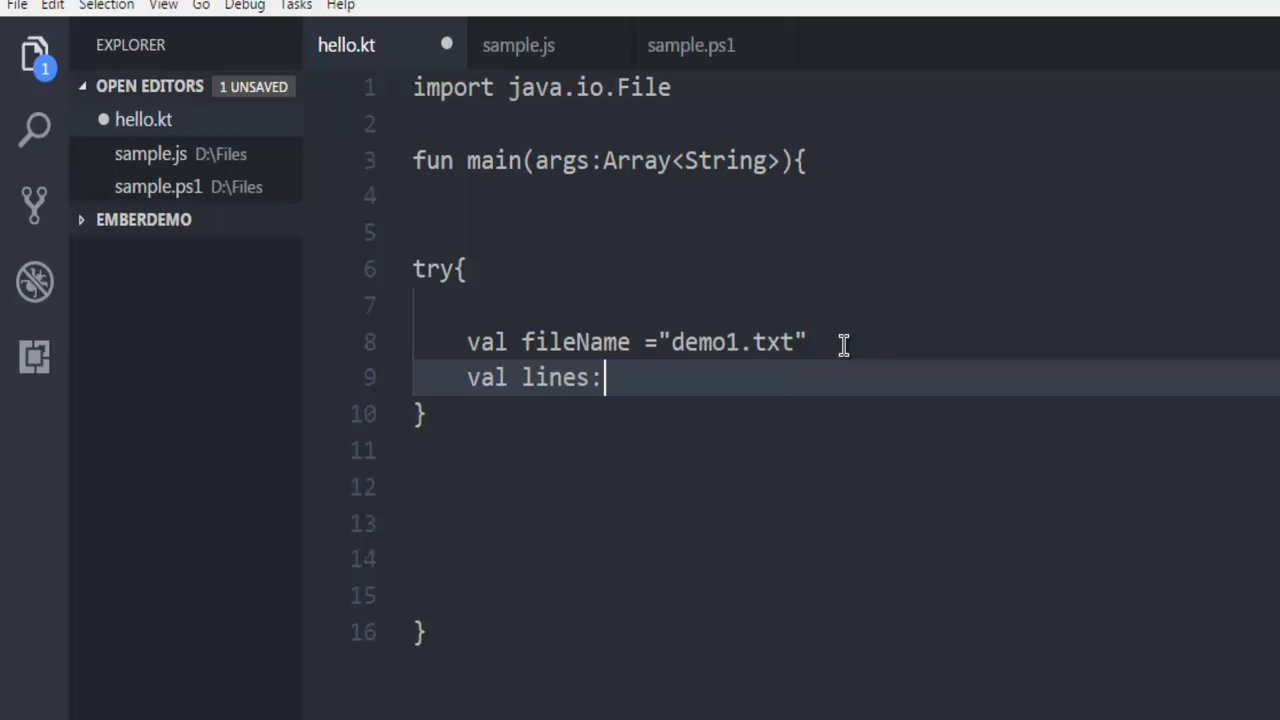 File Edit Selection View Go Debug Tasks Help
EXPLORER
hello.kt sample.js sample.ps1
1
OPEN EDITORS 1 UNSAVED
hello.kt
sample.js D:\Files
sample.ps1 D:\Files
EMBERDEMO
1 import java.io.File
2
3 fun main(args:Array<String>){
4
5
6 try{
7
8 val fileName ="demo1.txt"
9 val lines:
10 }
11
12
13
14
15
16 }